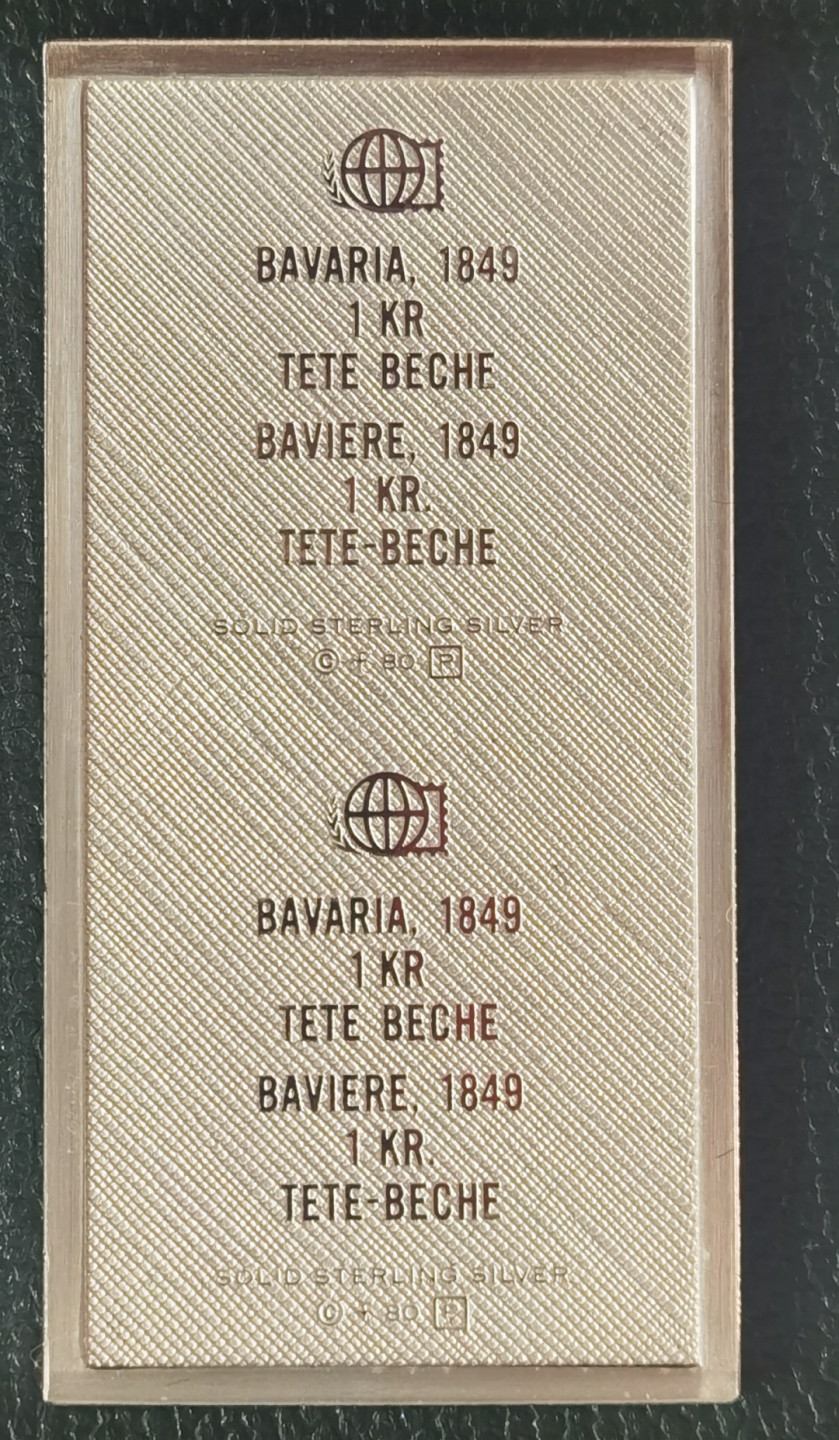 BAVARIA, 1849
1 KR
TETE BECHE
BAVIERE, 1849
1 KR.
TETE-BECHE
SOLID STERLING SILVER
© + 80 P
BAVARIA, 1849
1 KR
TETE BECHE
BAVIERE, 1849
1 KR.
TETE-BECHE
SOLID STERLING SILVER
© + 80 P